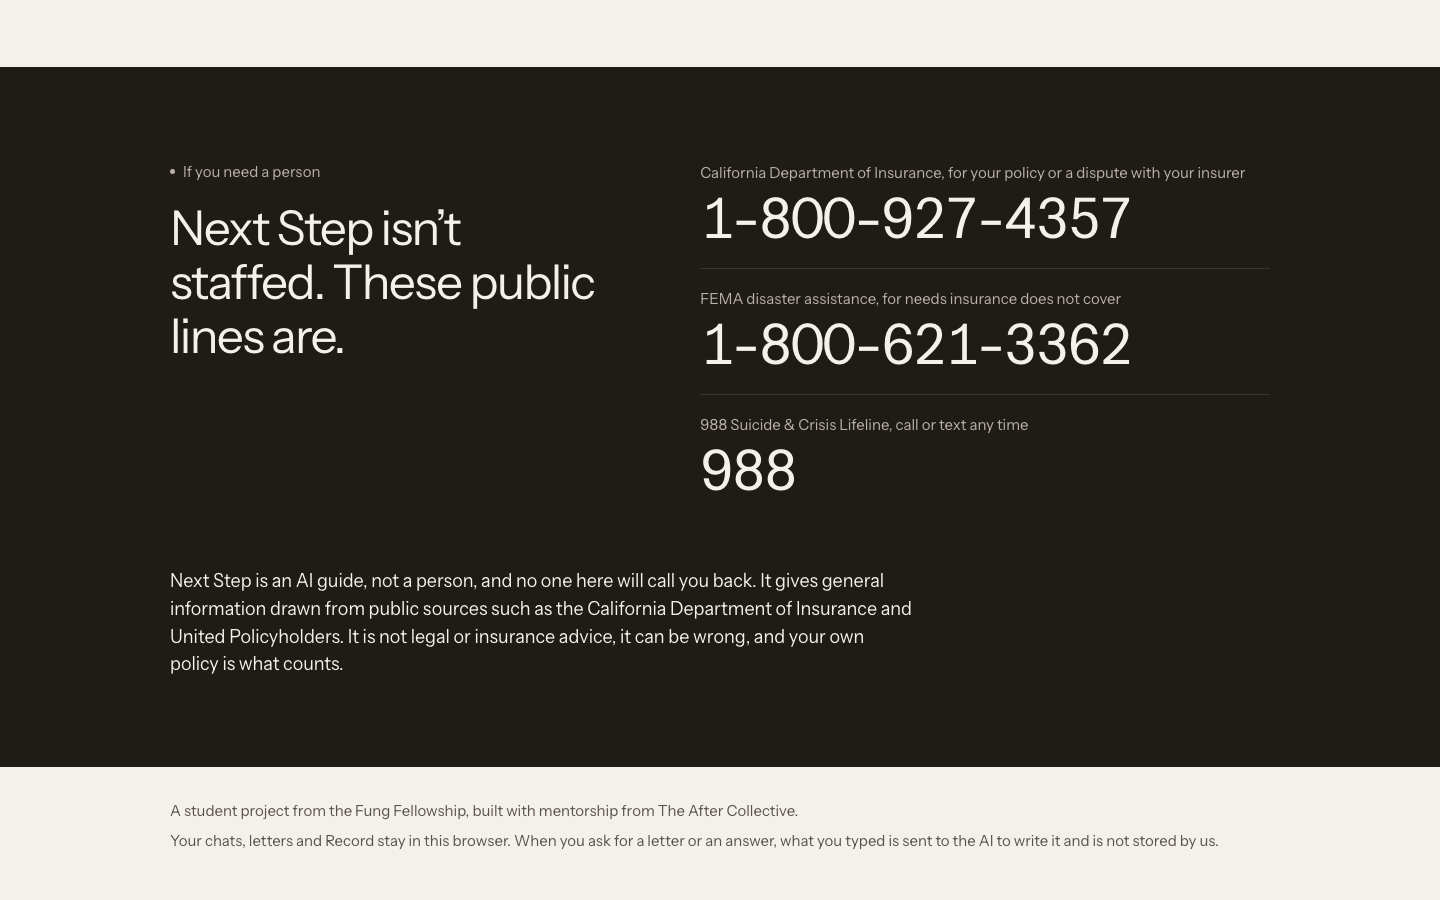 If you need a person
Next Step isn’t
staffed. These public
lines are.
California Department of Insurance, for your policy or a dispute with your insurer
1-800-927-4357
FEMA disaster assistance, for needs insurance does not cover
1-800-621-3362
988 Suicide & Crisis Lifeline, call or text any time
988
Next Step is an AI guide, not a person, and no one here will call you back. It gives general
information drawn from public sources such as the California Department of Insurance and
United Policyholders. It is not legal or insurance advice, it can be wrong, and your own
policy is what counts.
A student project from the Fung Fellowship, built with mentorship from The After Collective.
Your chats, letters and Record stay in this browser. When you ask for a letter or an answer, what you typed is sent to the AI to write it and is not stored by us.